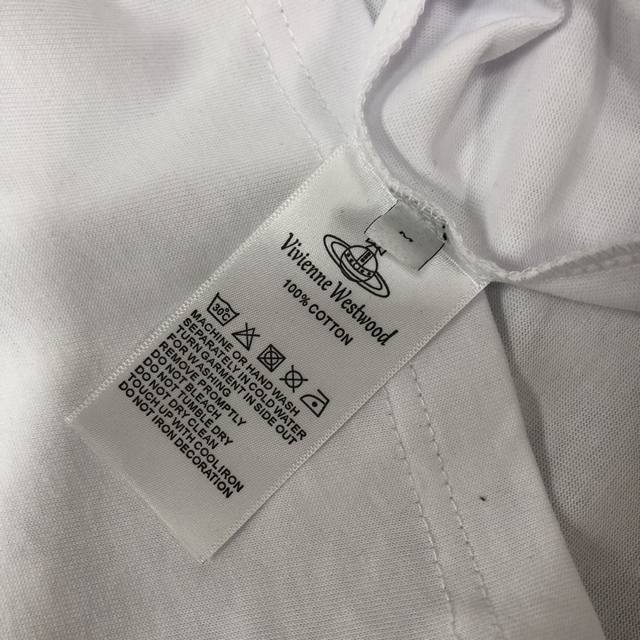 Vivienne Westwood
100% COTTON
30°
MACHINE OR HAND WASH
SEPARATELY IN COLD WATER
TURN GARMENT IN SIDE OUT
FOR WASHING
REMOVE PROMPTLY
DO NOT BLEACH
DO NOT TUMBLE DRY
DO NOT DRY CLEAN
TOUCH UP WITH COOL IRON
DO NOT IRON DECORATION